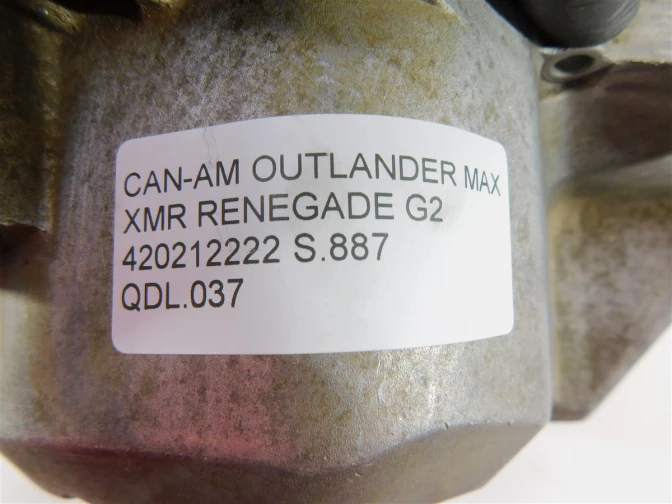 CAN-AM OUTLANDER MAX
XMR RENEGADE G2
420212222 S.887
QDL.037